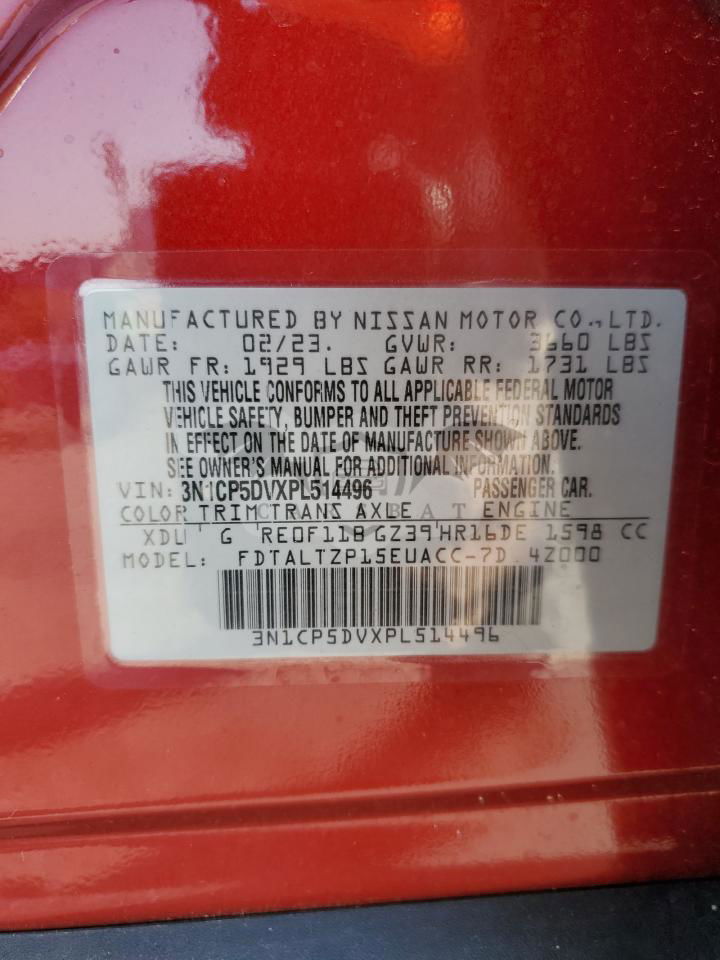 MANUFACTURED BY NISSAN MOTOR CO., LTD.
DATE: 02/23. GVWR: 3660 LBS
GAWR FR: 1929 LBS GAWR RR: 1731 LBS
THIS VEHICLE CONFORMS TO ALL APPLICABLE FEDERAL MOTOR
VEHICLE SAFETY, BUMPER AND THEFT PREVENTION STANDARDS
IN EFFECT ON THE DATE OF MANUFACTURE SHOWN ABOVE.
SEE OWNER'S MANUAL FOR ADDITIONAL INFORMATION.
VIN: 3N1CP5DVXPL514496 PASSENGER CAR.
COLOR TRIM TRANS AXLE ENGINE
XDU G RE0F11B GZ39 HR16DE 1598 CC
MODEL: FDTALTZP15EUACC-7D 4Z000
3N1CP5DVXPL514496